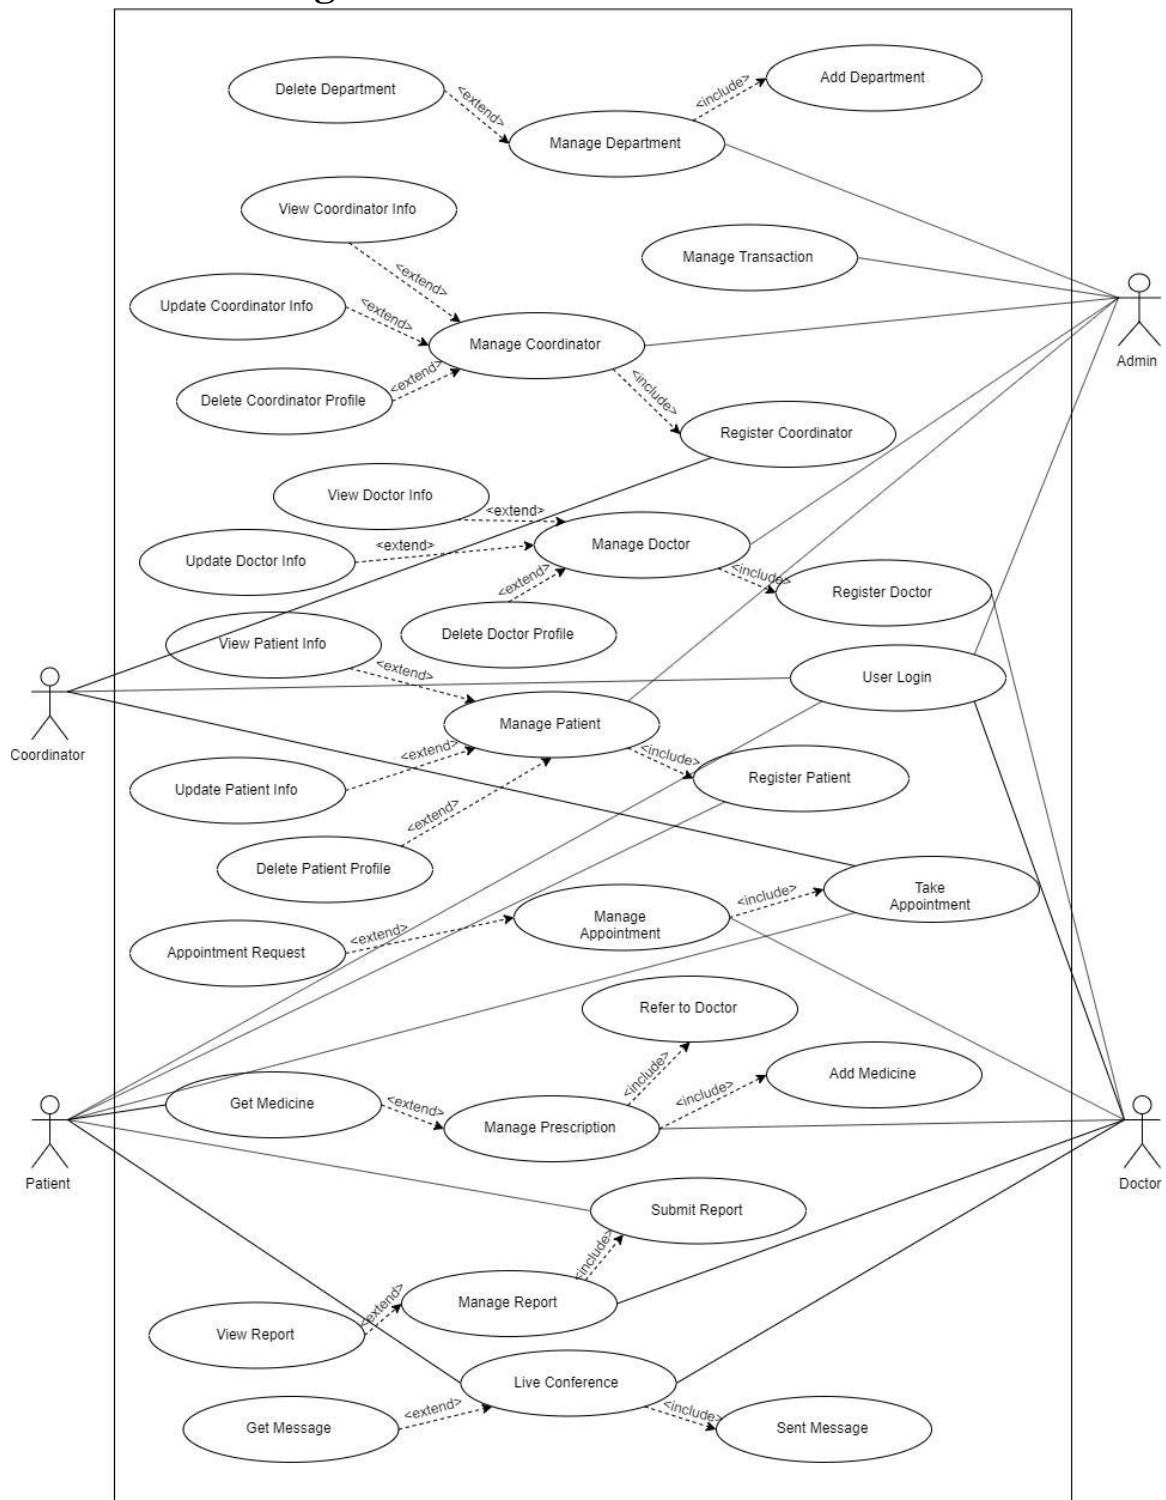 Delete Department
<extend>
<include>
Add Department
Manage Department
View Coordinator Info
<extend>
Manage Transaction
Update Coordinator Info
<extend>
Manage Coordinator
Admin
Delete Coordinator Profile
<extend>
<include>
Register Coordinator
View Doctor Info
<extend>
Manage Doctor
<extend>
Update Doctor Info
<extend>
<include>
Register Doctor
Delete Doctor Profile
View Patient Info
<extend>
User Login
Manage Patient
Coordinator
<extend>
<include>
Register Patient
Update Patient Info
<extend>
Delete Patient Profile
<include>
Take
Appointment
Manage
Appointment
<extend>
Appointment Request
Refer to Doctor
<include>
Add Medicine
<include>
Get Medicine
<extend>
Manage Prescription
Patient
Doctor
Submit Report
<include>
Manage Report
<extend>
View Report
Live Conference
<extend>
<include>
Get Message
Sent Message